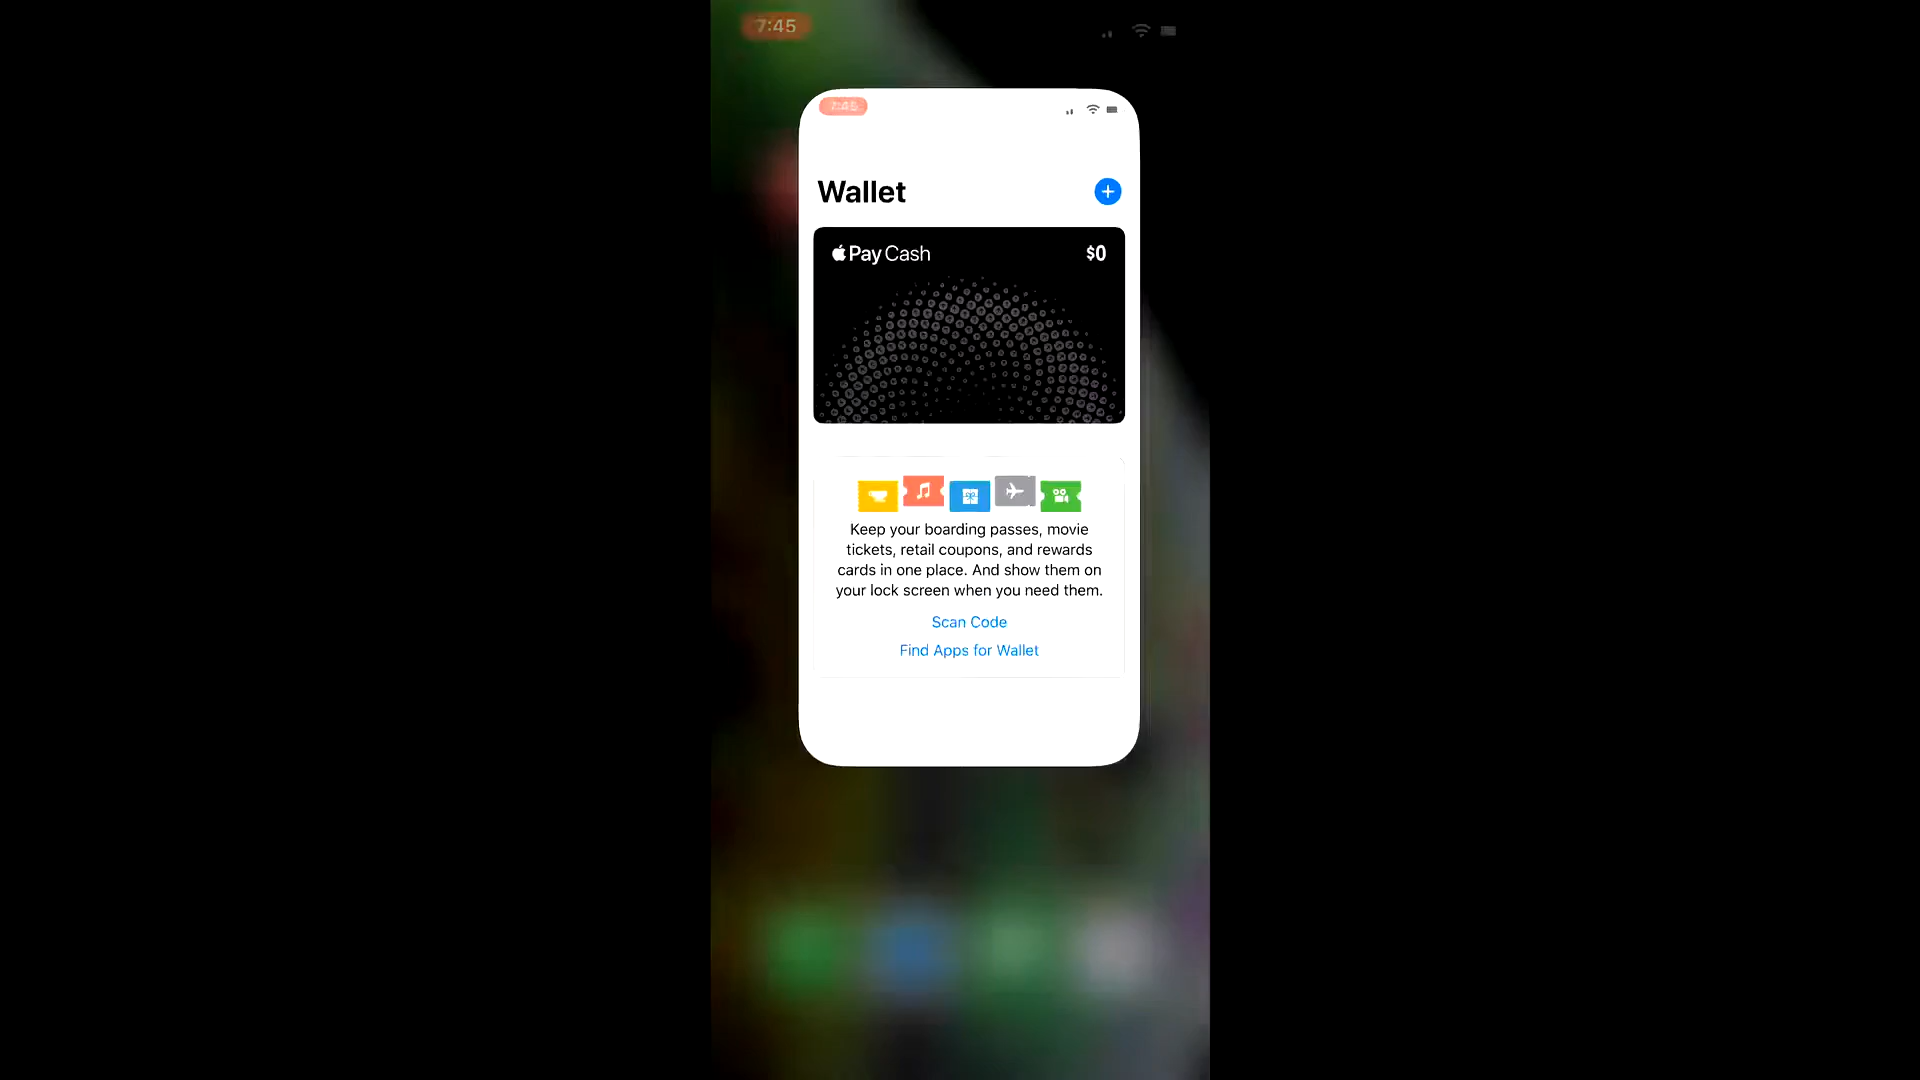 7:45
7:45
Wallet
Pay Cash $0
Keep your boarding passes, movie
tickets, retail coupons, and rewards
cards in one place. And show them on
your lock screen when you need them.
Scan Code
Find Apps for Wallet